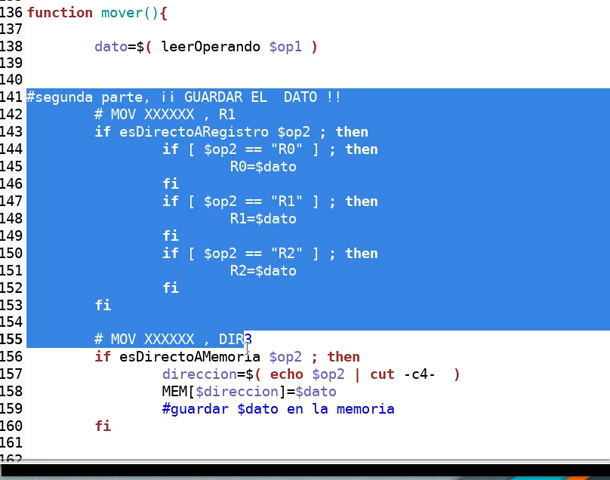 136 function mover(){
137
138 dato=$( leerOperando $op1 )
139
140
141 #segunda parte, ¡¡ GUARDAR EL DATO !!
142 # MOV XXXXXX , R1
143 if esDirectoARegistro $op2 ; then
144 if [ $op2 == "R0" ] ; then
145 R0=$dato
146 fi
147 if [ $op2 == "R1" ] ; then
148 R1=$dato
149 fi
150 if [ $op2 == "R2" ] ; then
151 R2=$dato
152 fi
153 fi
154
155 # MOV XXXXXX , DIR3
156 if esDirectoAMemoria $op2 ; then
157 direccion=$( echo $op2 | cut -c4- )
158 MEM[$direccion]=$dato
159 #guardar $dato en la memoria
160 fi
161
162